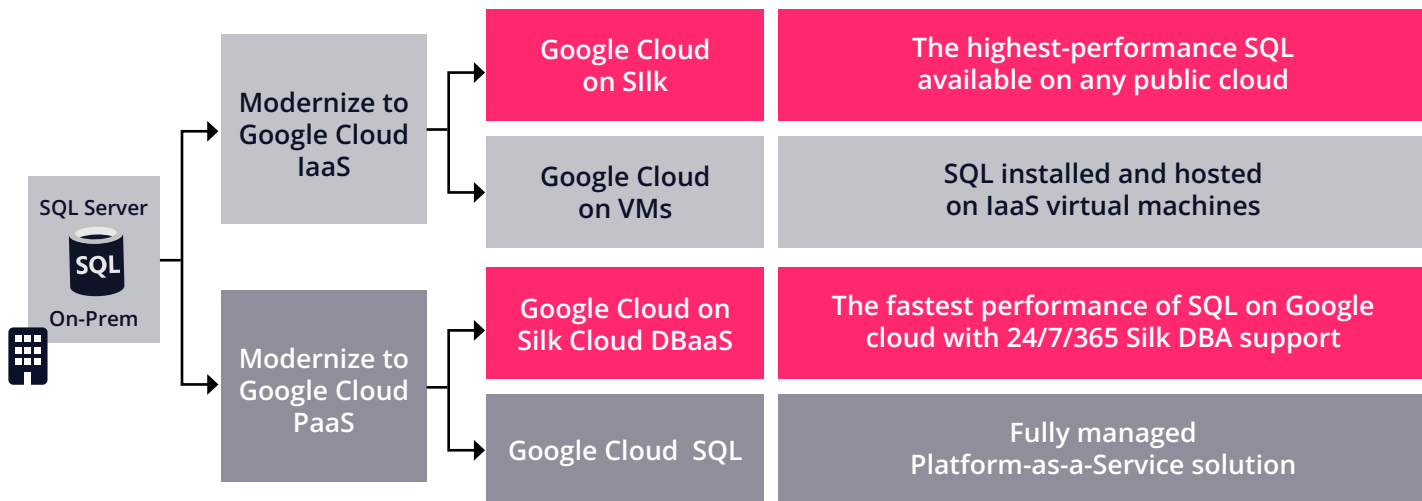 SQL Server
SQL
On-Prem
Modernize to
Google Cloud
IaaS
Google Cloud
on SIlk
The highest-performance SQL
available on any public cloud
Google Cloud
on VMs
SQL installed and hosted
on IaaS virtual machines
Modernize to
Google Cloud
PaaS
Google Cloud on
Silk Cloud DBaaS
The fastest performance of SQL on Google
cloud with 24/7/365 Silk DBA support
Google Cloud SQL
Fully managed
Platform-as-a-Service solution